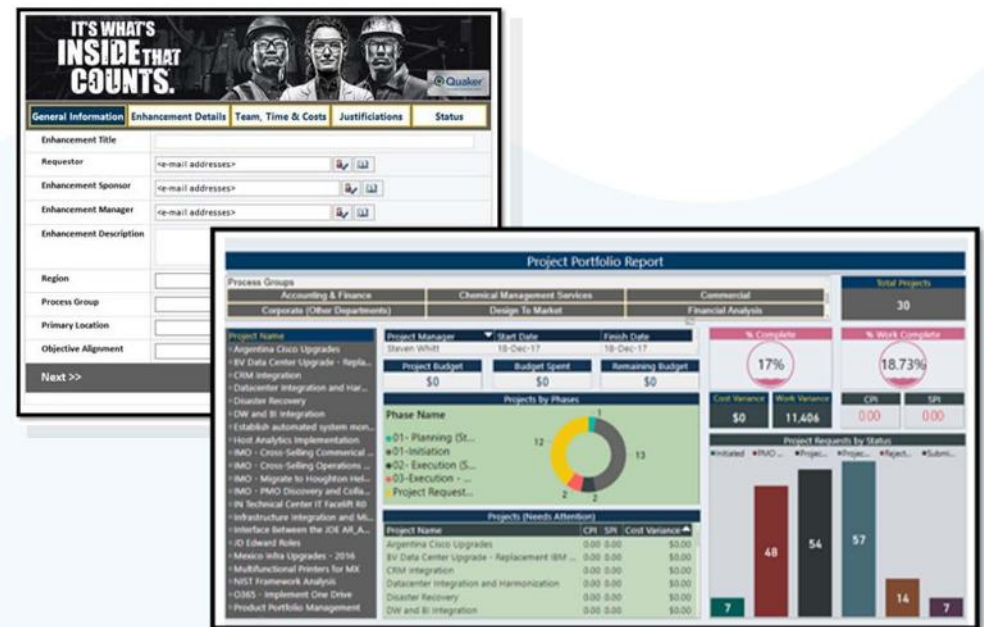 IT'S WHAT'S
INSIDE THAT
COUNTS.
Quaker
General Information Enhancement Details Team, Time & Costs Justificiations Status
Enhancement Title
Requestor <e-mail addresses>
Enhancement Sponsor <e-mail addresses>
Enhancement Manager <e-mail addresses>
Enhancement Description
Region
Process Group
Primary Location
Objective Alignment
Next >>
Project Portfolio Report
Process Groups
Accounting & Finance Chemical Management Services Commercial
Corporate (Other Departments) Design To Market Financial Analysis
Total Projects
30
Project Name
Argentina Cisco Upgrades
BV Data Center Upgrade - Repla...
CRM Integration
Datacenter Integration and Har...
Disaster Recovery
DW and BI Integration
Establish automated system mon...
Host Analytics Implementation
IMO - Cross-Selling Commerical ...
IMO - Cross-Selling Operations ...
IMO - Migrate to Houghton Hel...
IMO - PMO Discovery and Colla...
IN Technical Center IT Facelift R0
Infrastructure Integration and Mi...
Interface Between the JDE AR_A...
JD Edward Roles
Mexico Infra Upgrades - 2016
Multifunctional Printers for MX
NIST Framework Analysis
O365 - Implement One Drive
Product Portfolio Management
Project Manager Start Date Finish Date
Steven Whitt 18-Dec-17 18-Dec-17
Project Budget Budget Spent Remaining Budget
$0 $0 $0
Projects by Phases
Phase Name
01- Planning (St...
01-Initiation
02- Execution (S...
03-Execution - ...
Project Request...
1
12
13
2
2
Projects (Needs Attention)
Project Name CPI SPI Cost Variance
Argentina Cisco Upgrades 0.00 0.00 $0.00
BV Data Center Upgrade - Replacement IBM ... 0.00 0.00 $0.00
CRM Integration 0.00 0.00 $0.00
Datacenter Integration and Harmonization 0.00 0.00 $0.00
Disaster Recovery 0.00 0.00 $0.00
DW and BI Integration 0.00 0.00 $0.00
% Complete % Work Complete
17% 18.73%
Cost Variance Work Variance CPI SPI
$0 11,406 0.00 0.00
Project Requests by Status
Initiated PMO ... Projec... Projec... Reject... Submi...
7
48
54
57
14
7